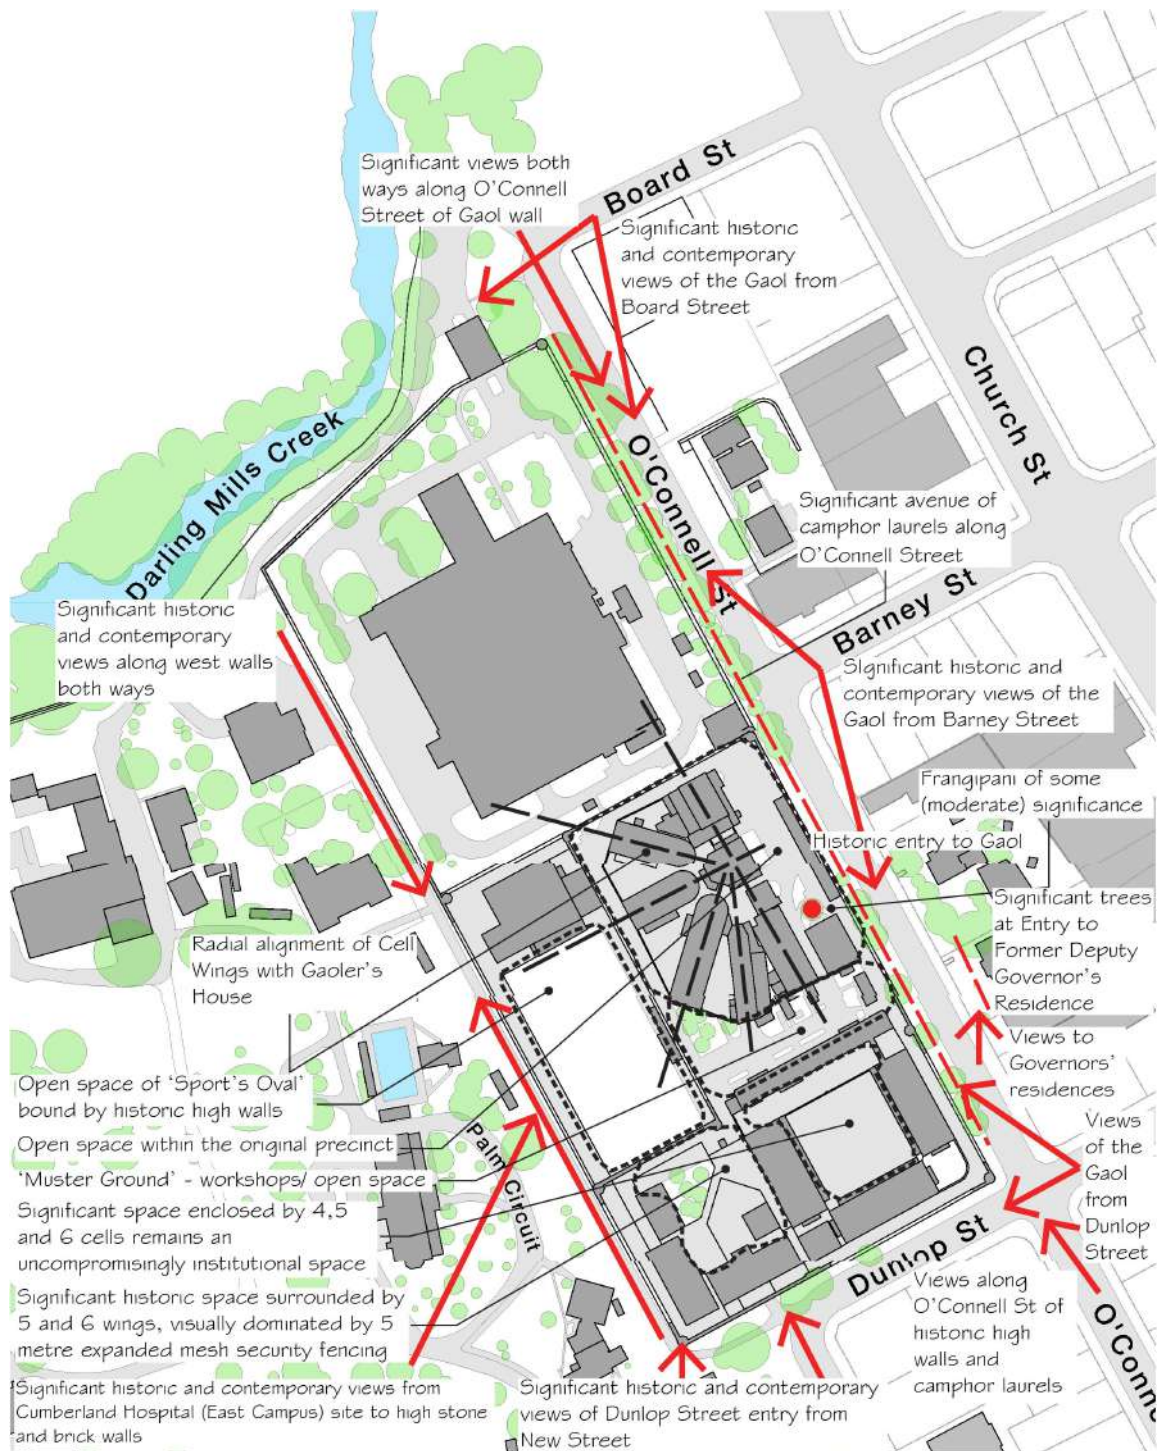 Significant views both
ways along O'Connell
Street of Gaol wall
Board St
Significant historic
and contemporary
views of the Gaol from
Board Street
Church St
Darling Mills Creek
O'Connell St
Significant avenue of
camphor laurels along
O'Connell Street
Barney St
Significant historic
and contemporary
views along west walls
both ways
Significant historic and
contemporary views of the
Gaol from Barney Street
Frangipani of some
(moderate) significance
Historic entry to Gaol
Significant trees
at Entry to
Former Deputy
Governor's
Residence
Radial alignment of Cell
Wings with Gaoler's
House
Views to
Governors'
residences
Open space of 'Sport's Oval'
bound by historic high walls
Open space within the original precinct
'Muster Ground' - workshops/ open space
Significant space enclosed by 4,5
and 6 cells remains an
uncompromisingly institutional space
Significant historic space surrounded by
5 and 6 wings, visually dominated by 5
metre expanded mesh security fencing
Palm Circuit
Views
of the
Gaol
from
Dunlop
Street
Dunlop St
Views along
O'Connell St of
historic high
walls and
camphor laurels
O'Conne
Significant historic and contemporary views from
Cumberland Hospital (East Campus) site to high stone
and brick walls
Significant historic and contemporary
views of Dunlop Street entry from
New Street